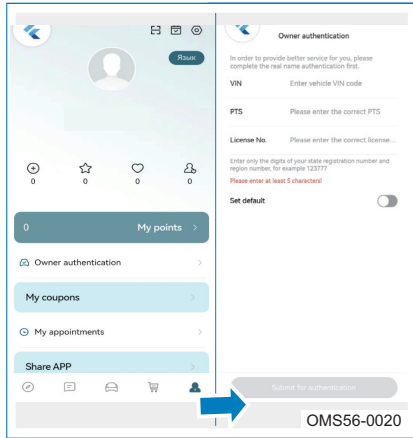 Язык
0 0 0 0
0 My points >
Owner authentication >
My coupons >
My appointments >
Share APP >
Owner authentication
In order to provide better service for you, please
complete the real name authentication first.
VIN Enter vehicle VIN code
PTS Please enter the correct PTS
License No. Please enter the correct license...
Enter only the digits of your state registration number and
region number, for example 123777
Please enter at least 5 characters!
Set default
Submit for authentication
OMS56-0020